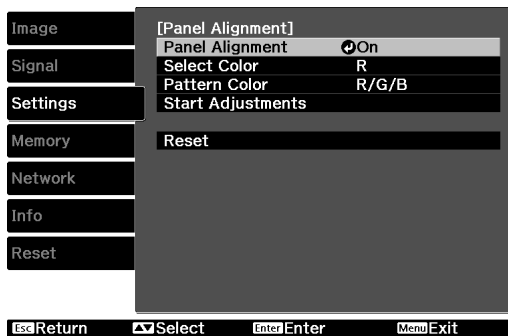 Image
Signal
Settings
Memory
Network
Info
Reset
[Panel Alignment]
Panel Alignment On
Select Color R
Pattern Color R/G/B
Start Adjustments
Reset
Esc Return Select Enter Enter Menu Exit